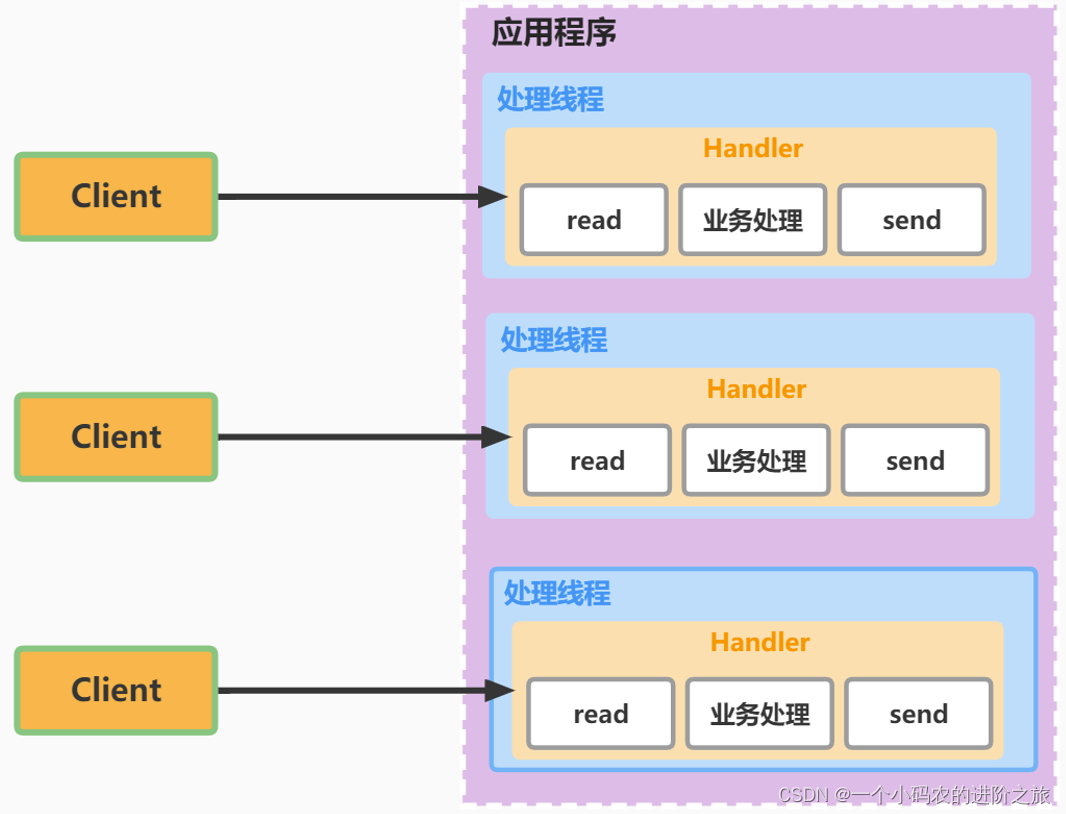 应用程序
处理线程
Handler
Client
read
业务处理
send
处理线程
Handler
Client
read
业务处理
send
处理线程
Handler
Client
read
业务处理
send
CSDN @一个小码农的进阶之旅